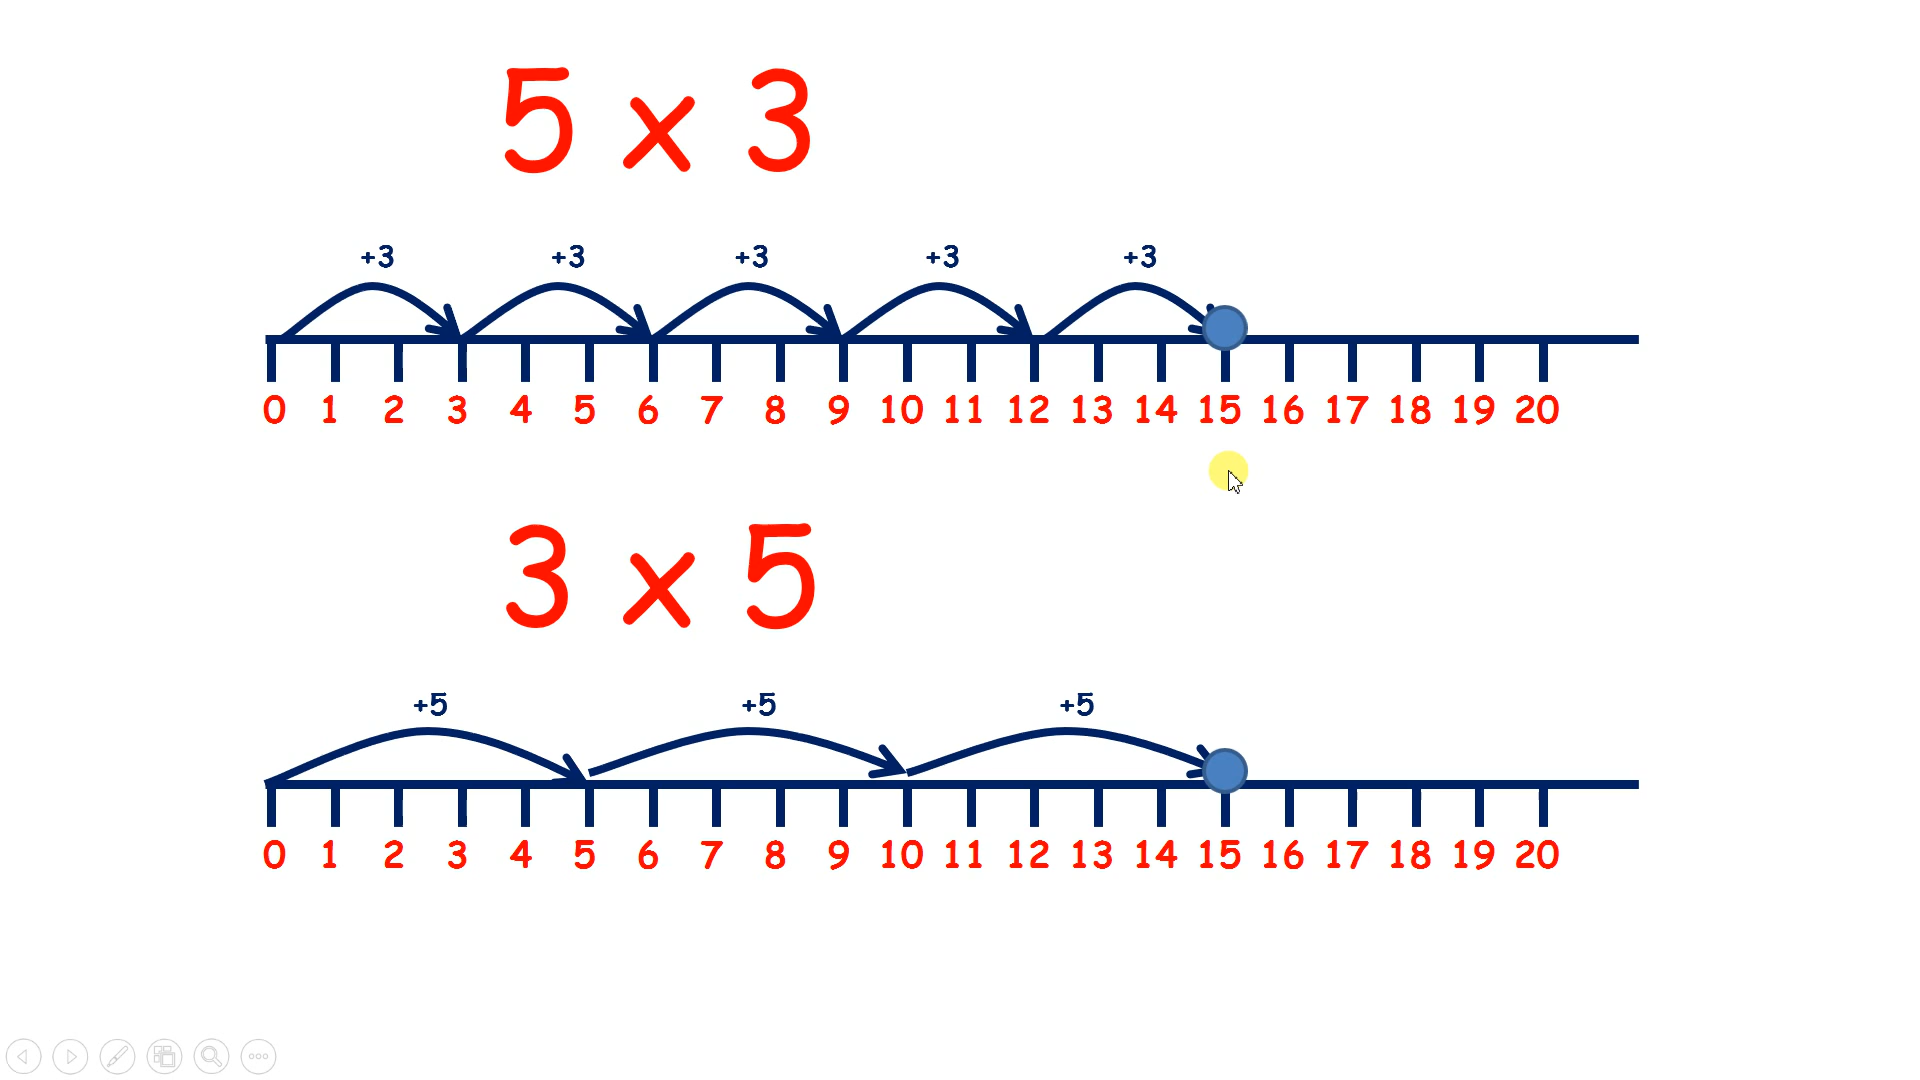 5 x 3
+3 +3 +3 +3 +3
0 1 2 3 4 5 6 7 8 9 10 11 12 13 14 15 16 17 18 19 20
3 x 5
+5 +5 +5
0 1 2 3 4 5 6 7 8 9 10 11 12 13 14 15 16 17 18 19 20